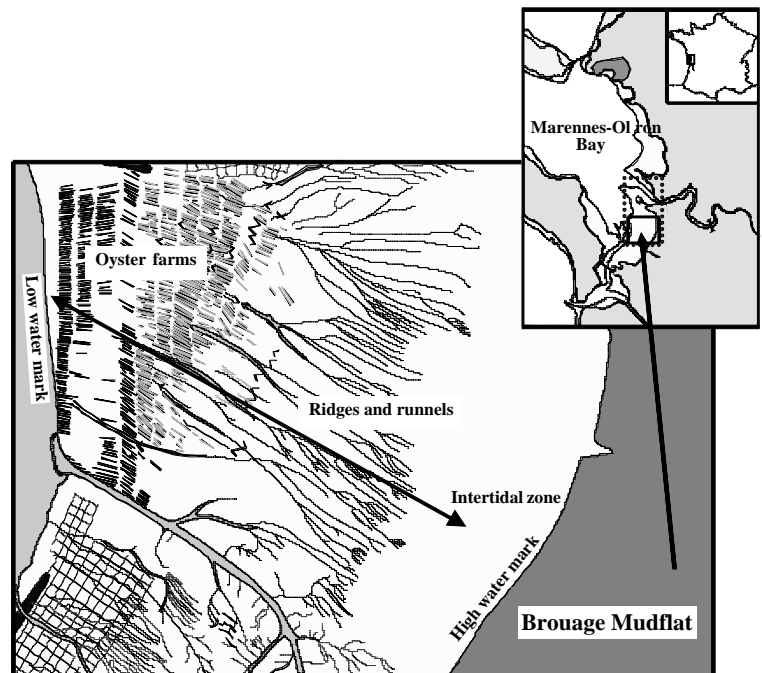 Marennes-Ol ron
Bay
Oyster farms
Low water mark
Ridges and runnels
Intertidal zone
High water mark
Brouage Mudflat